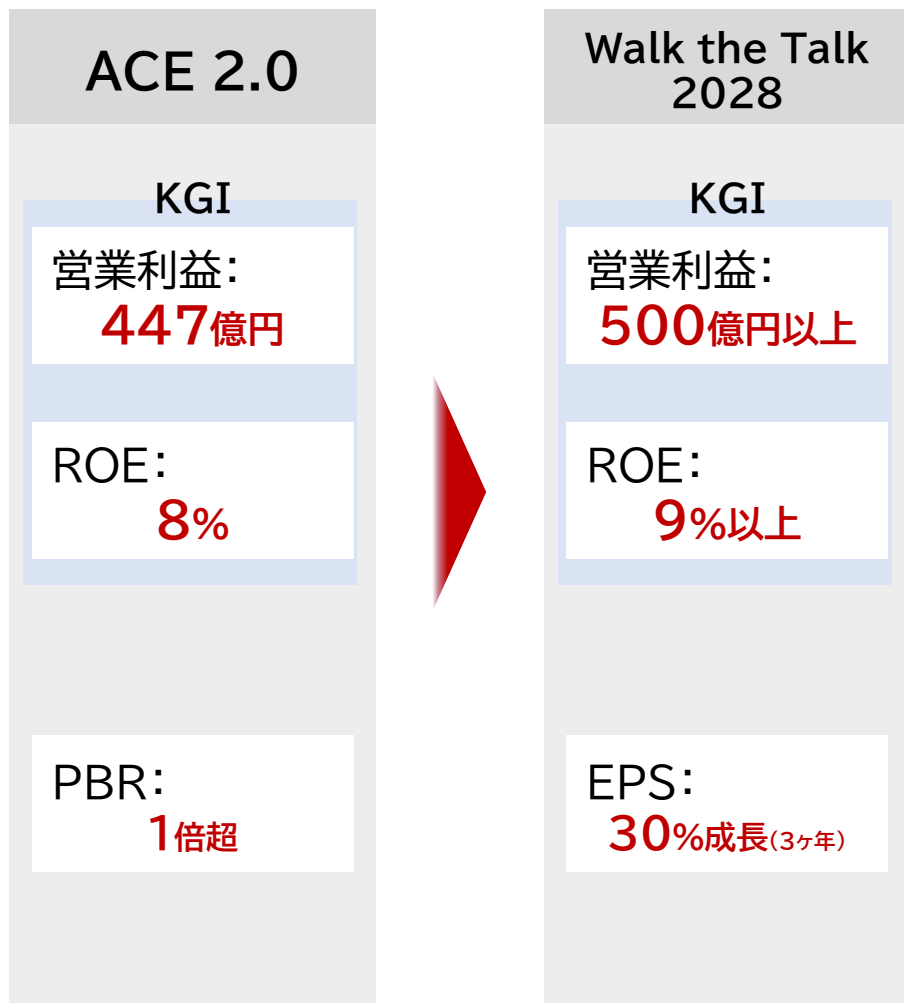 ACE 2.0
KGI
営業利益：
447億円
ROE：
8%
PBR：
1倍超
Walk the Talk
2028
KGI
営業利益：
500億円以上
ROE：
9%以上
EPS：
30%成長(3ヶ年)